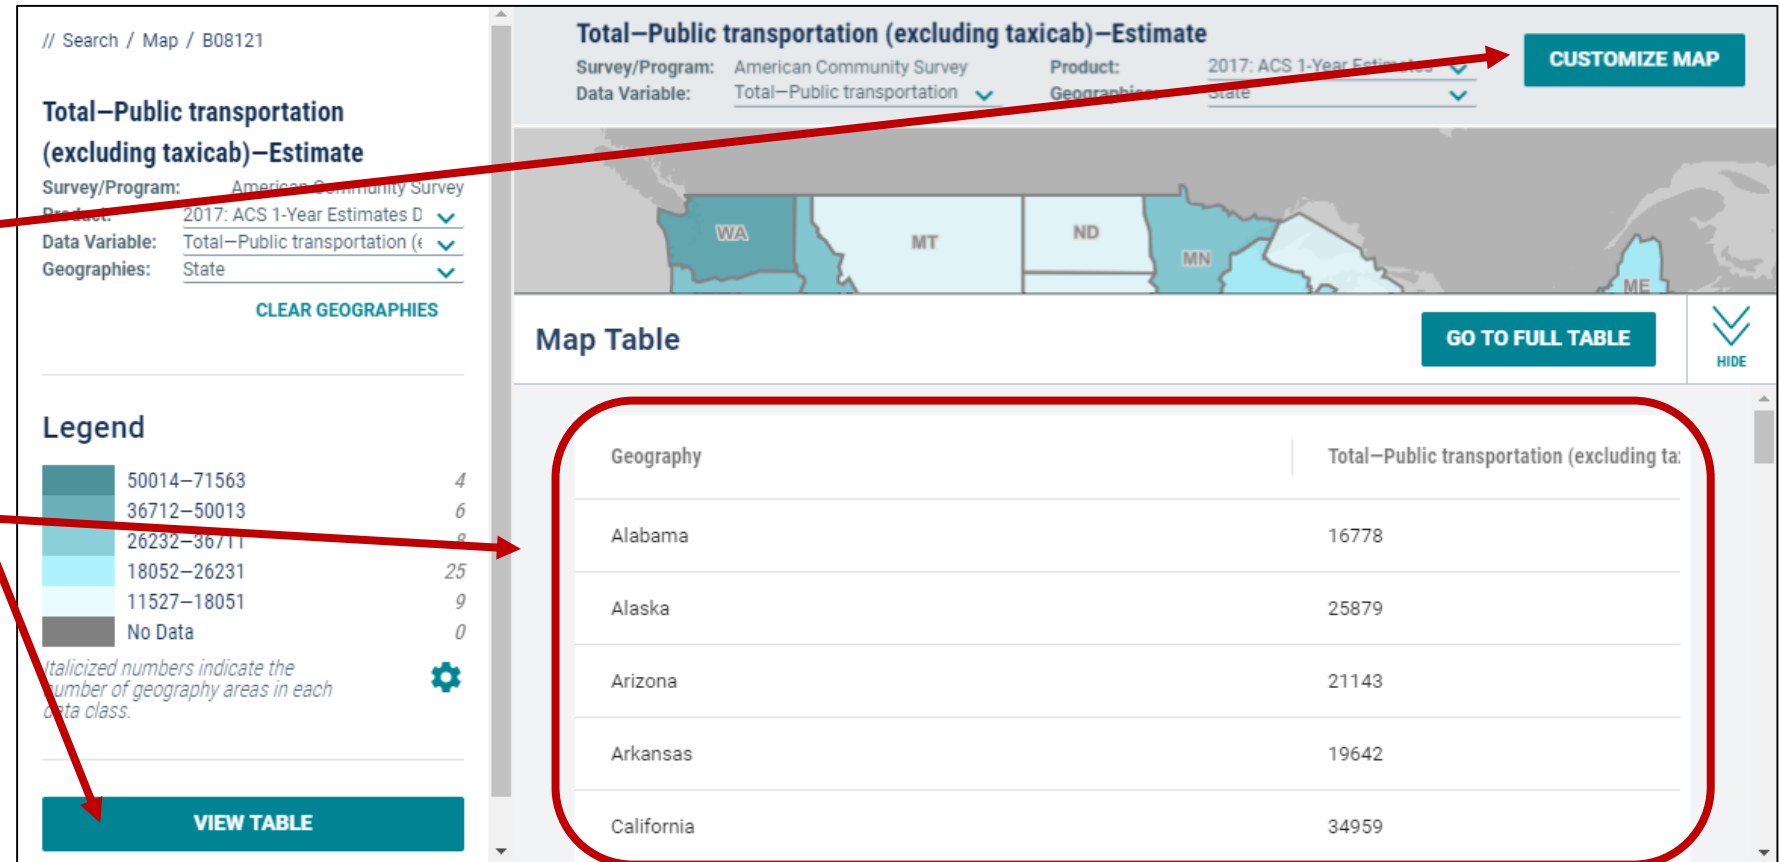 // Search / Map / B08121
Total—Public transportation
(excluding taxicab)—Estimate
Survey/Program: American Community Survey
Product: 2017: ACS 1-Year Estimates D
Data Variable: Total—Public transportation (e
Geographies: State
CLEAR GEOGRAPHIES
Legend
50014—71563 4
36712—50013 6
26232—36711 8
18052—26231 25
11527—18051 9
No Data 0
Italicized numbers indicate the
number of geography areas in each
data class.
VIEW TABLE
Total—Public transportation (excluding taxicab)—Estimate
Survey/Program: American Community Survey Product: 2017: ACS 1-Year Estimates
Data Variable: Total—Public transportation Geographies: State
CUSTOMIZE MAP
WA
MT
ND
MN
ME
Map Table
GO TO FULL TABLE
HIDE
Geography Total—Public transportation (excluding ta
Alabama 16778
Alaska 25879
Arizona 21143
Arkansas 19642
California 34959